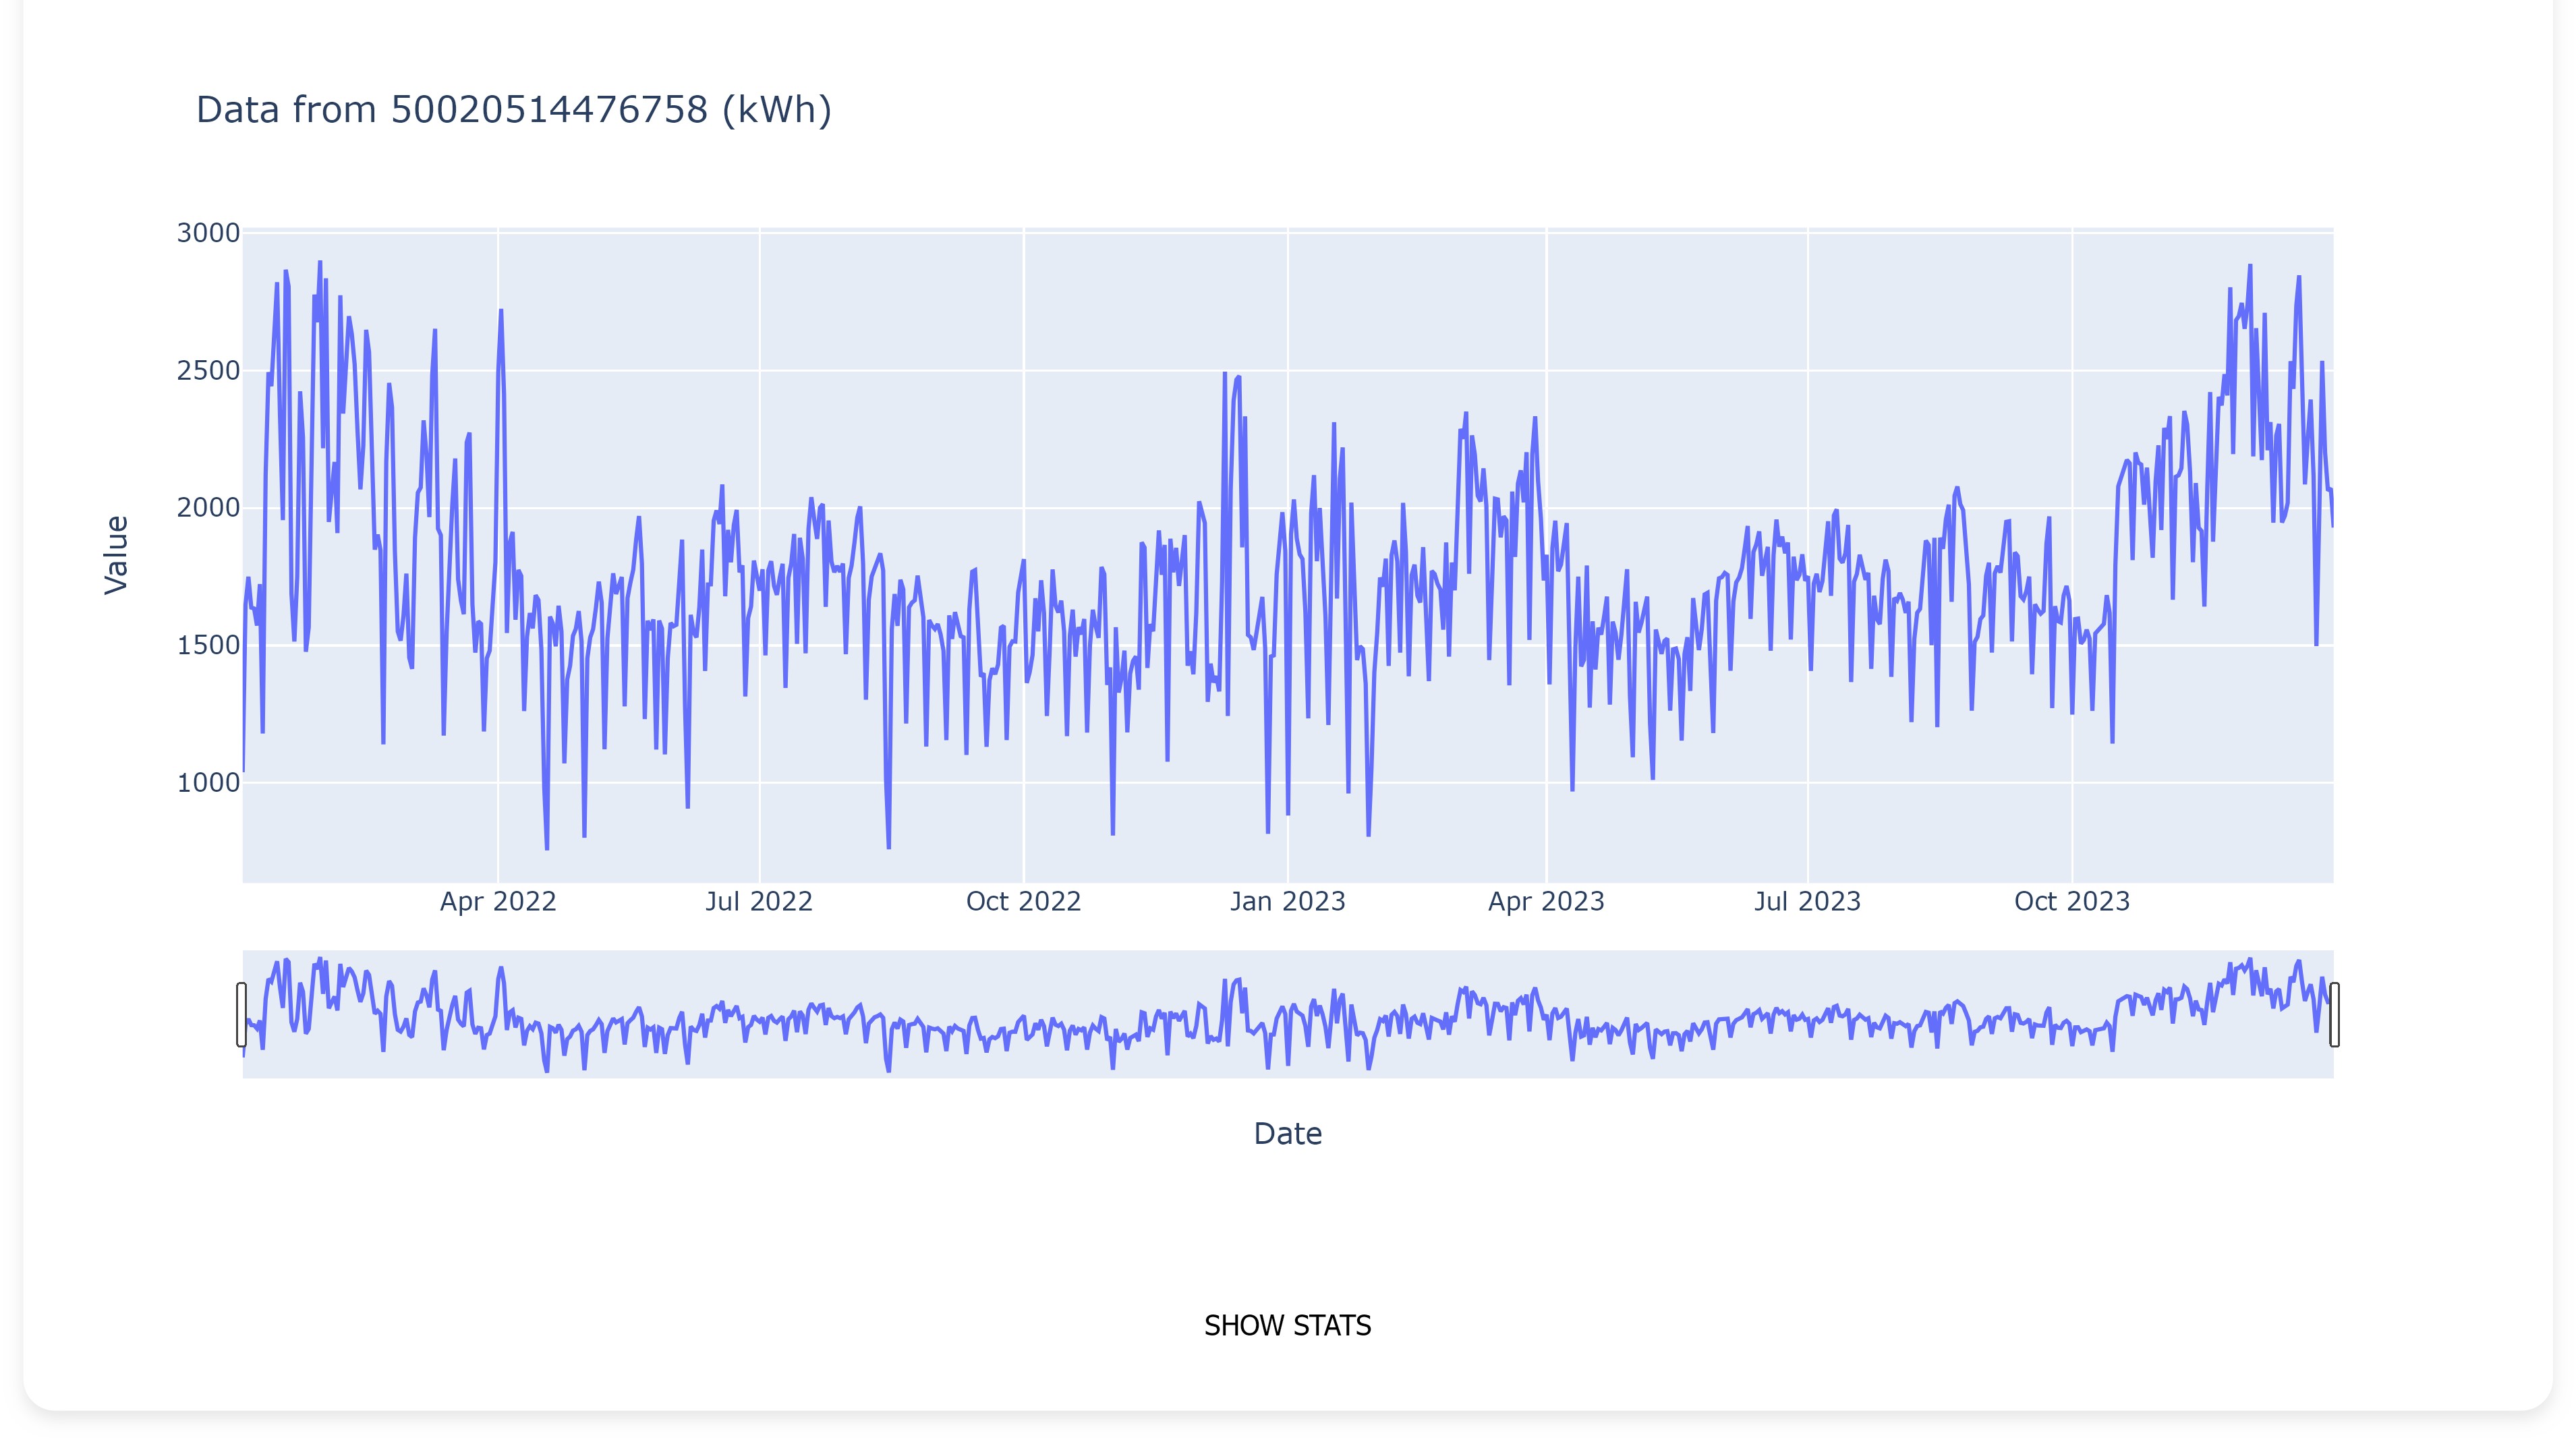 Data from 50020514476758 (kWh)
3000
2500
2000
1500
1000
Value
Apr 2022
Jul 2022
Oct 2022
Jan 2023
Apr 2023
Jul 2023
Oct 2023
Date
SHOW STATS